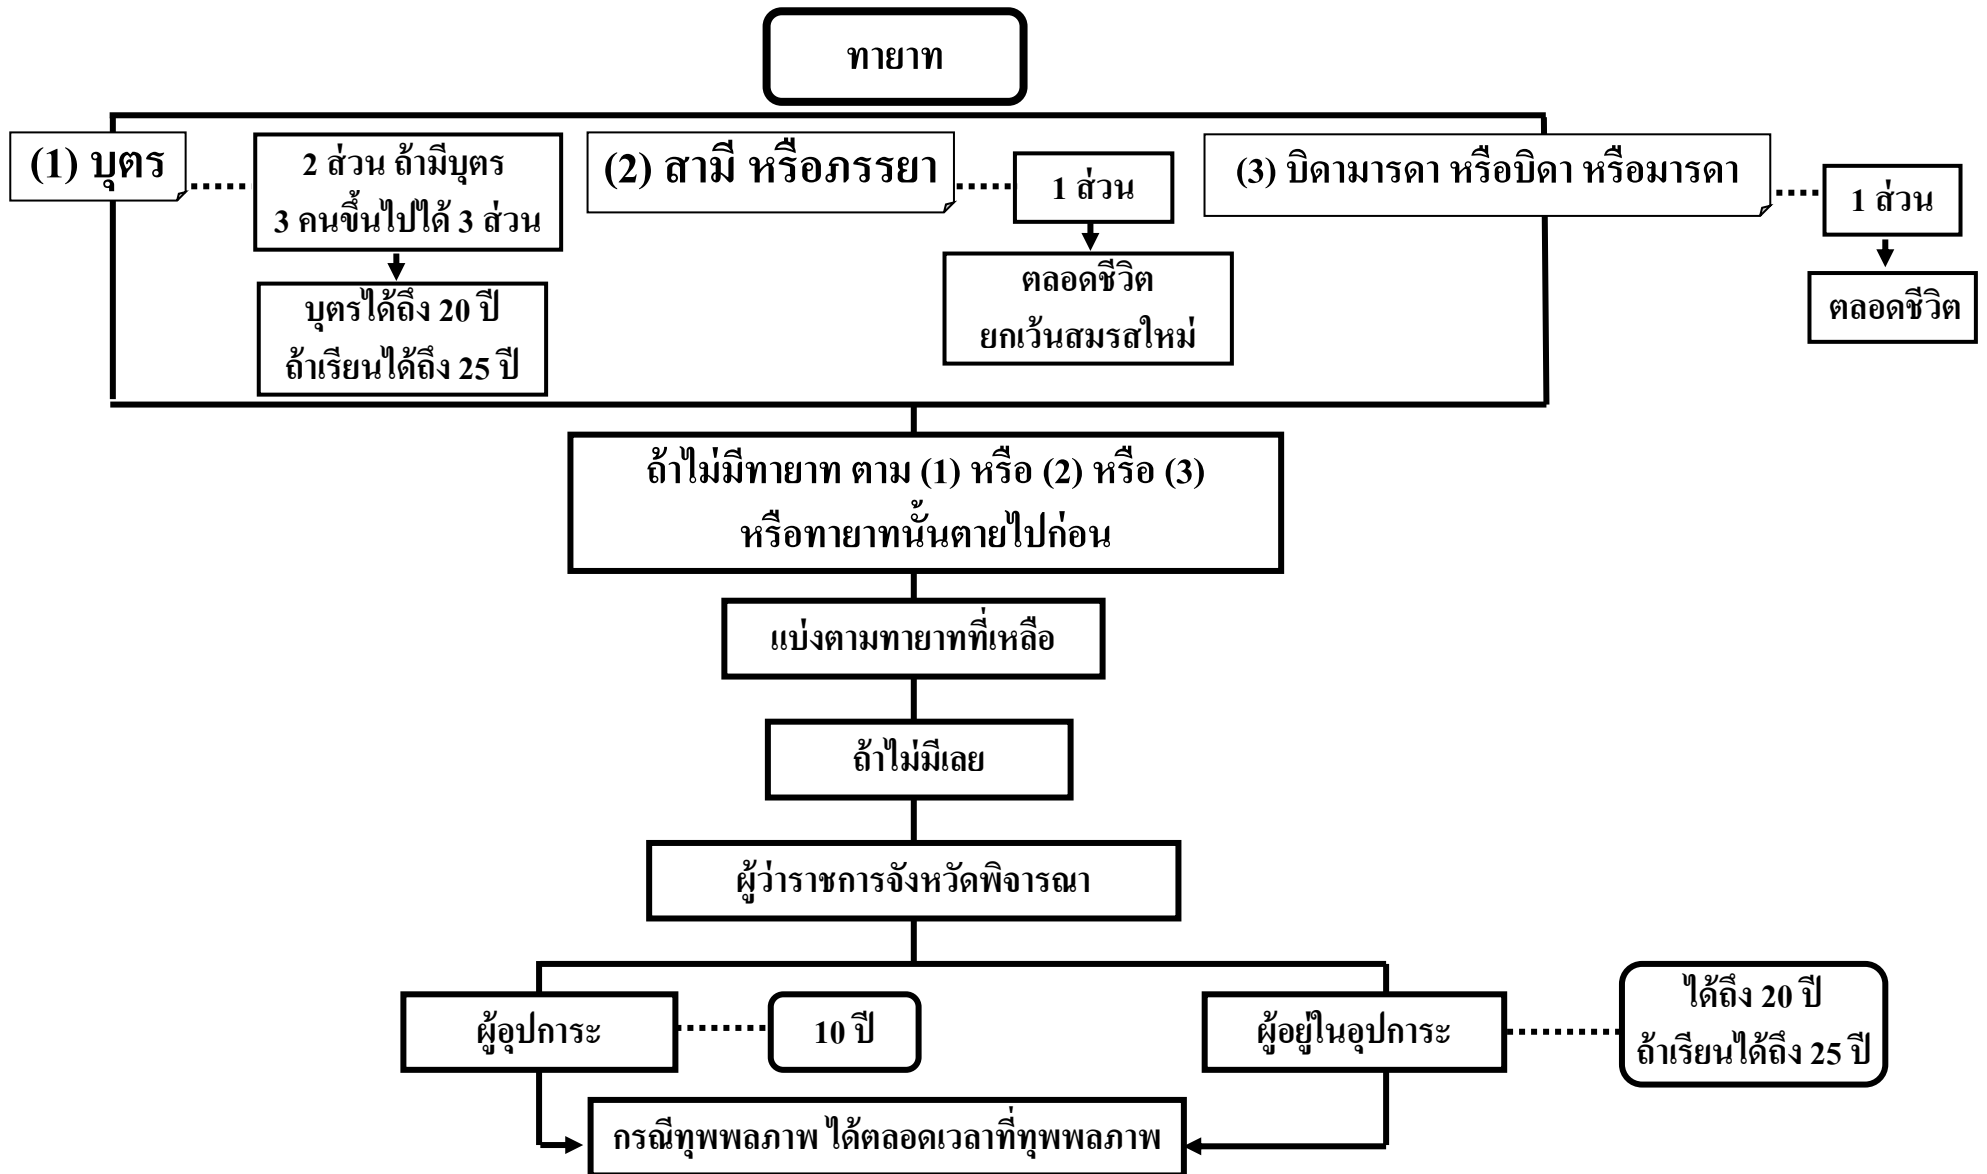 ทายาท
(1) บุตร
2 ส่วน ถ้ามีบุตร
3 คนขึ้นไปได้ 3 ส่วน
บุตรได้ถึง 20 ปี
ถ้าเรียนได้ถึง 25 ปี
(2) สามี หรือภรรยา
1 ส่วน
ตลอดชีวิต
ยกเว้นสมรสใหม่
(3) บิดามารดา หรือบิดา หรือมารดา
1 ส่วน
ตลอดชีวิต
ถ้าไม่มีทายาท ตาม (1) หรือ (2) หรือ (3)
หรือทายาทนั้นตายไปก่อน
แบ่งตามทายาทที่เหลือ
ถ้าไม่มีเลย
ผู้ว่าราชการจังหวัดพิจารณา
ผู้อุปการะ
10 ปี
ผู้อยู่ในอุปการะ
ได้ถึง 20 ปี
ถ้าเรียนได้ถึง 25 ปี
กรณีทุพพลภาพ ได้ตลอดเวลาที่ทุพพลภาพ